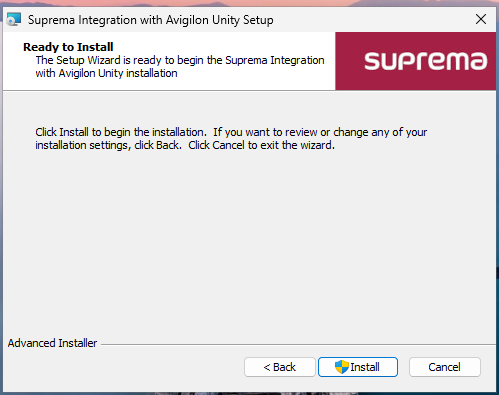 Suprema Integration with Avigilon Unity Setup
Ready to Install
The Setup Wizard is ready to begin the Suprema Integration
with Avigilon Unity installation
suprema
Click Install to begin the installation.  If you want to review or change any of your
installation settings, click Back.  Click Cancel to exit the wizard.
Advanced Installer
< Back
Install
Cancel